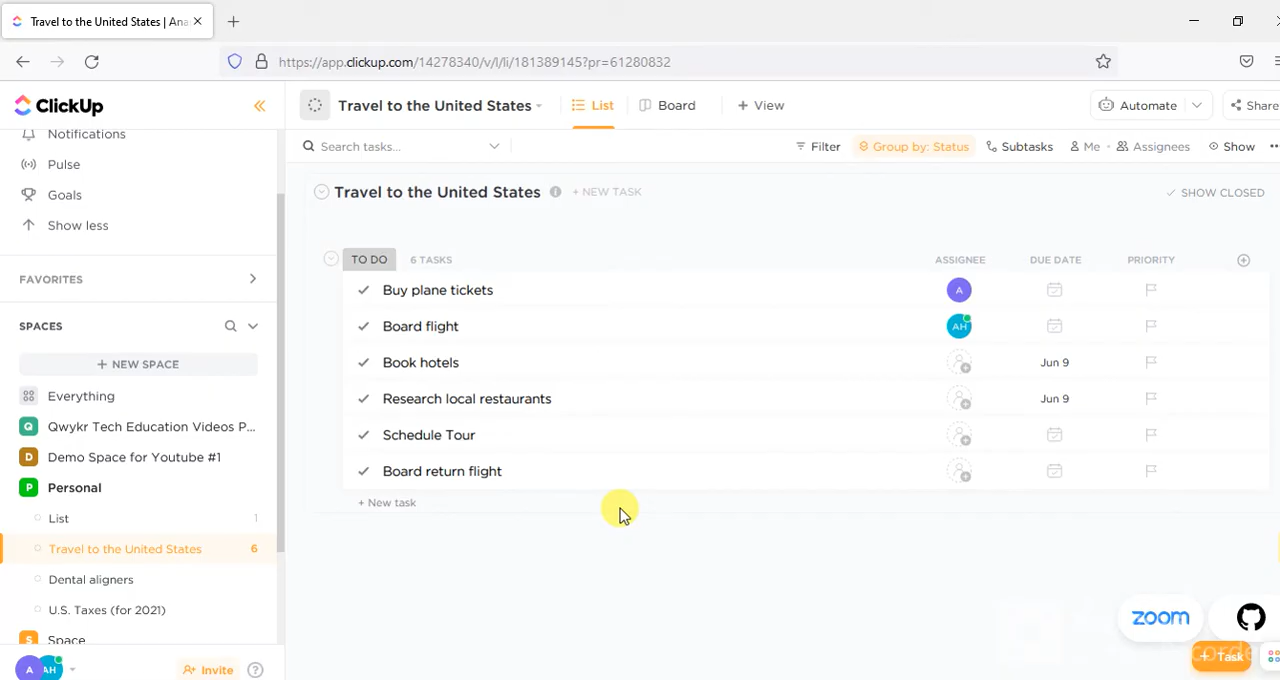 Travel to the United States | Ana
https://app.clickup.com/14278340/v/l/li/181389145?pr=61280832
ClickUp
Notifications
Pulse
Goals
Show less
FAVORITES
SPACES
+ NEW SPACE
Everything
Qwykr Tech Education Videos P...
Demo Space for Youtube #1
Personal
List 1
Travel to the United States 6
Dental aligners
U.S. Taxes (for 2021)
Space
A AH
Invite
Travel to the United States
List
Board
+ View
Automate
Share
Search tasks...
Filter
Group by: Status
Subtasks
Me
Assignees
Show
Travel to the United States
+ NEW TASK
SHOW CLOSED
TO DO 6 TASKS ASSIGNEE DUE DATE PRIORITY
Buy plane tickets A
Board flight AH
Book hotels Jun 9
Research local restaurants Jun 9
Schedule Tour
Board return flight
+ New task
zoom
+ Task